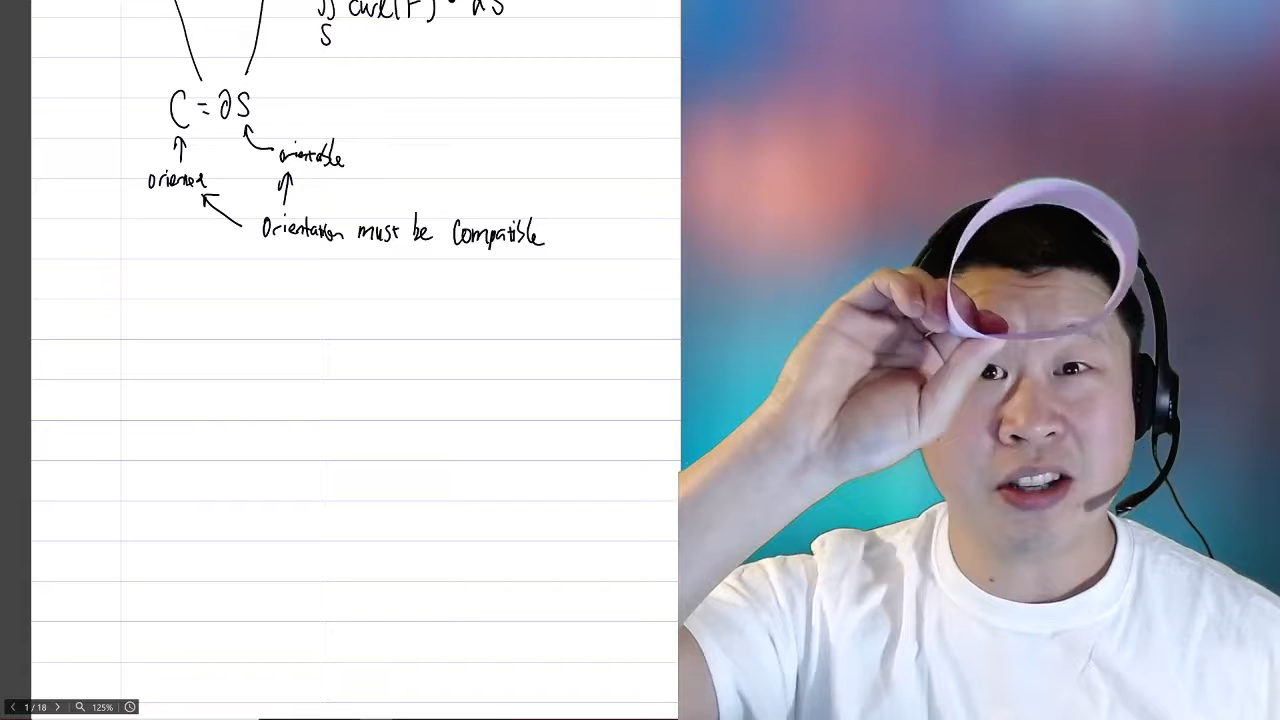 ∬ curl(F) • dS
S
C = ∂S
orientable
oriented
Orientation must be compatible
1 / 18
125%